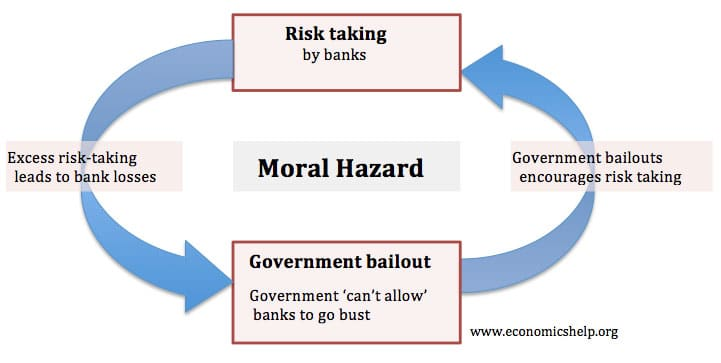 Risk taking
by banks
Excess risk-taking
leads to bank losses
Moral Hazard
Government bailouts
encourages risk taking
Government bailout
Government ‘can’t allow’
banks to go bust
www.economicshelp.org